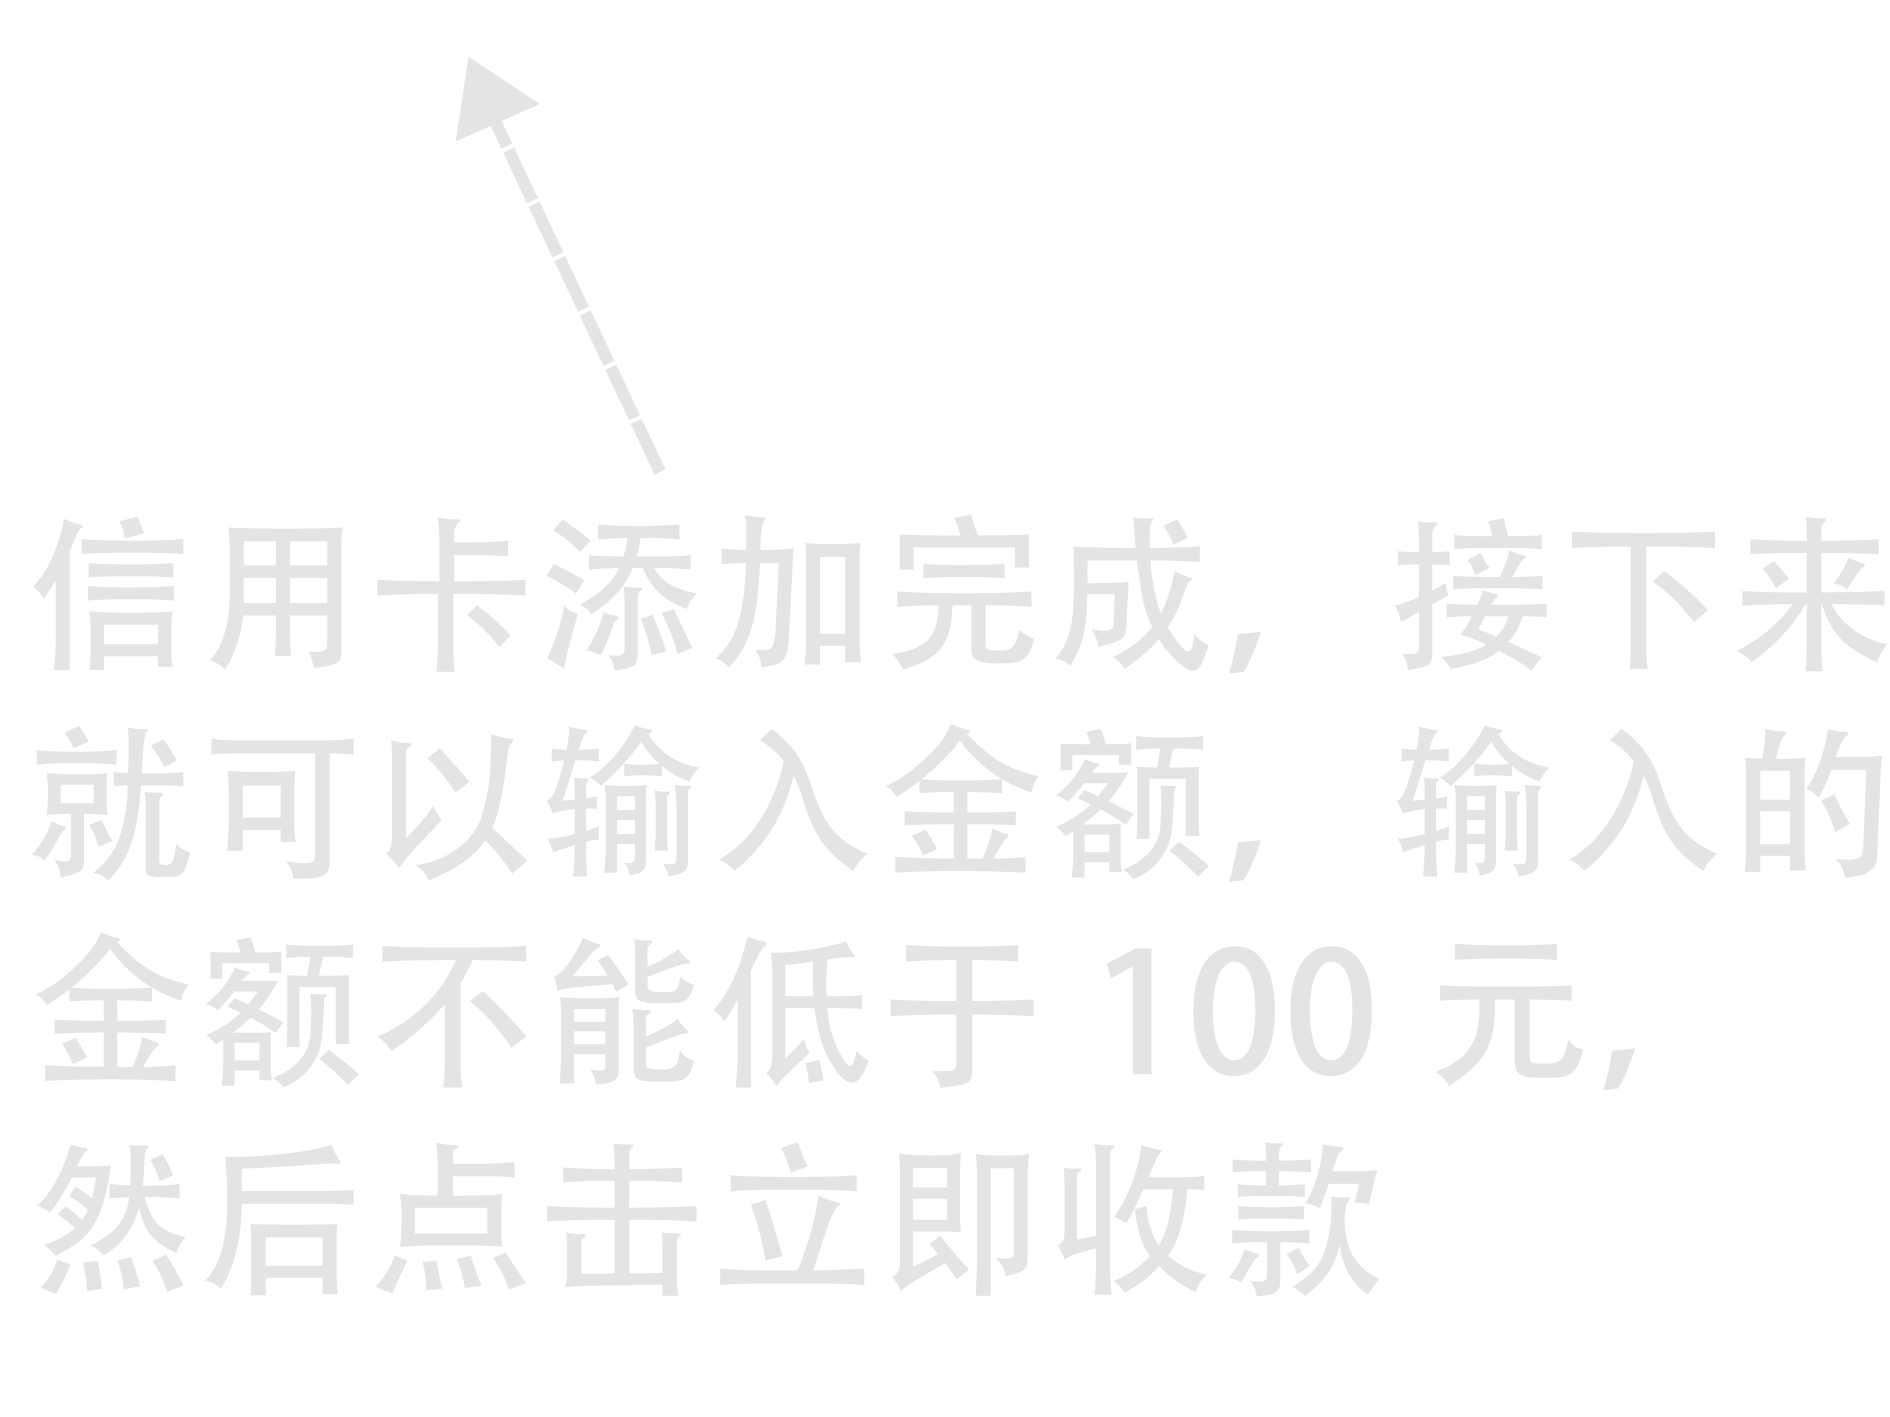 信用卡添加完成，接下来
就可以输入金额，输入的
金额不能低于 100 元，
然后点击立即收款